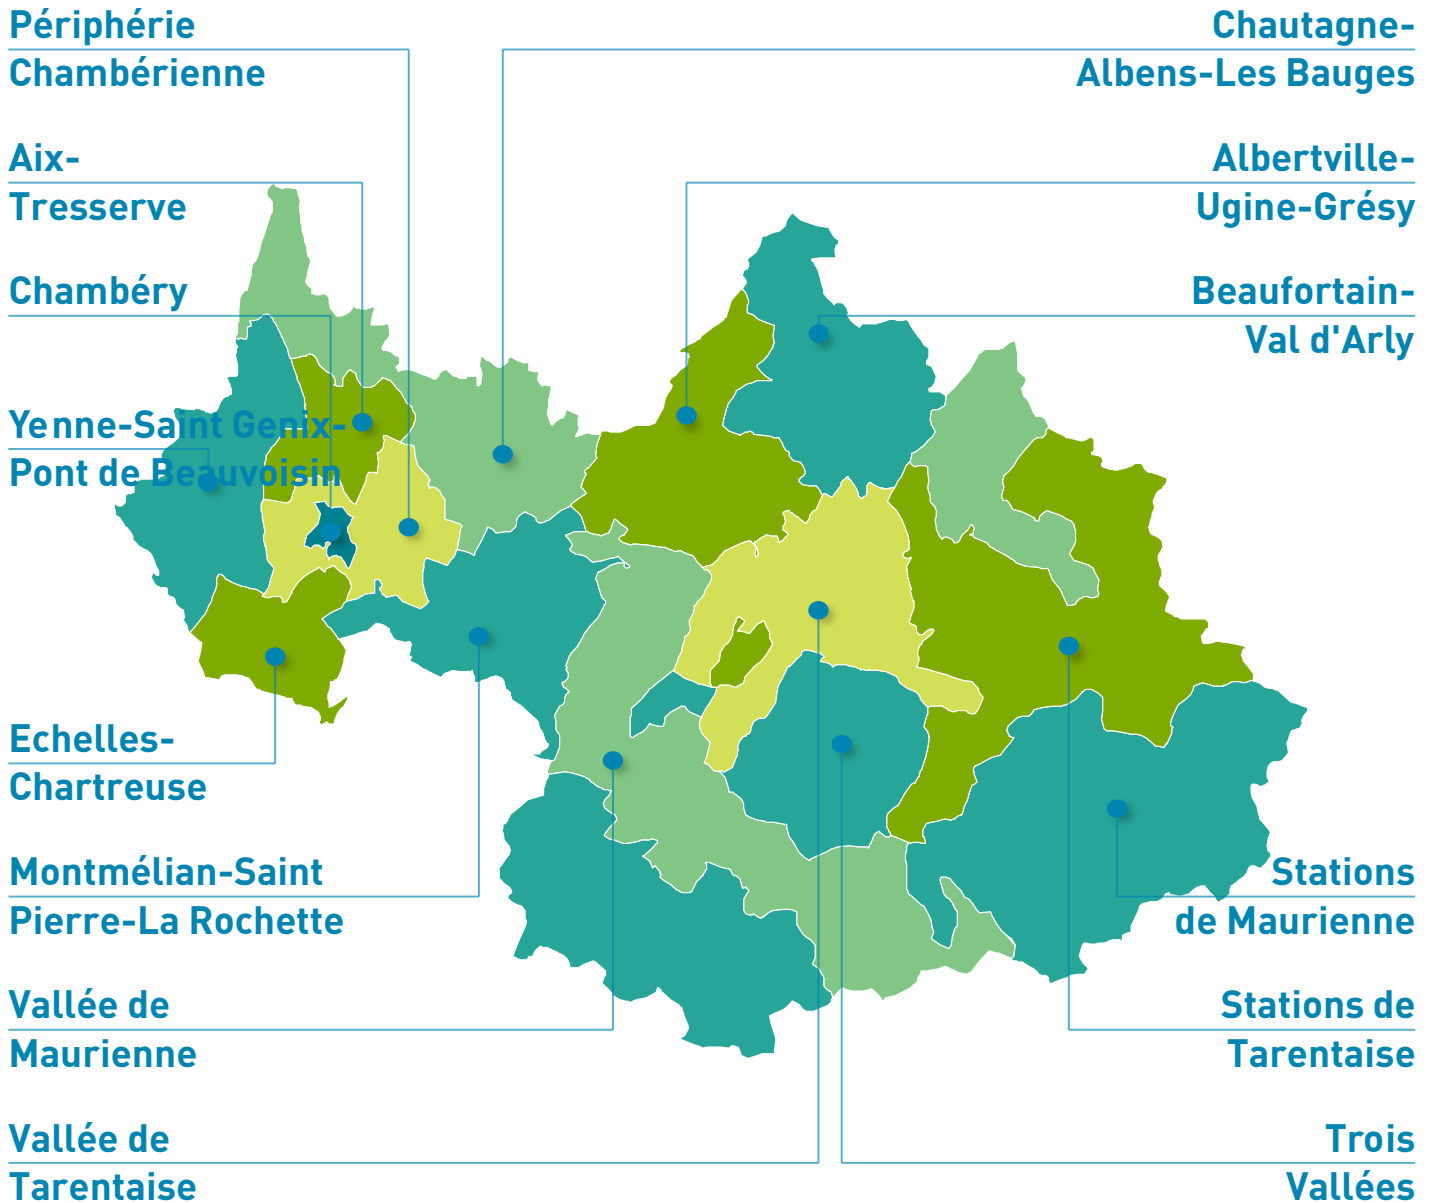 Périphérie
Chambérienne
Chautagne-
Albens-Les Bauges
Aix-
Tresserve
Albertville-
Ugine-Grésy
Chambéry
Beaufortain-
Val d'Arly
Yenne-Saint Genix-
Pont de Beauvoisin
Echelles-
Chartreuse
Montmélian-Saint
Pierre-La Rochette
Stations
de Maurienne
Vallée de
Maurienne
Stations de
Tarentaise
Vallée de
Tarentaise
Trois
Vallées